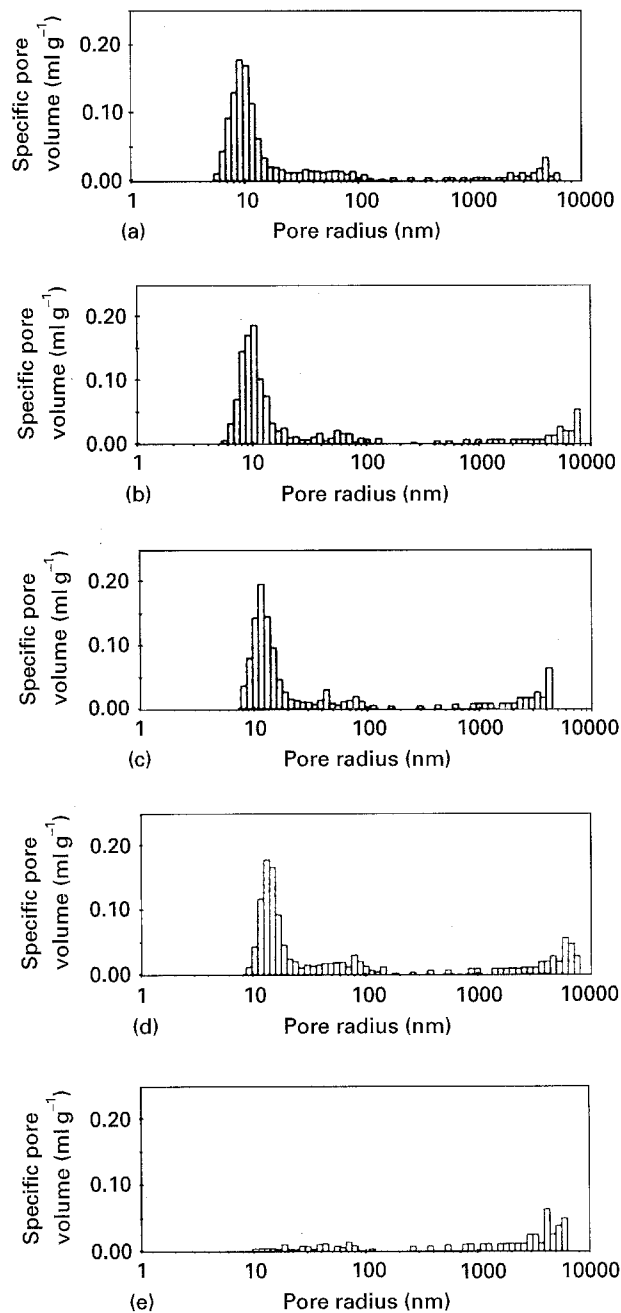 Specific pore
volume (ml g⁻¹)
0.20
0.10
0.00
1 10 100 1000 10000
(a) Pore radius (nm)
Specific pore
volume (ml g⁻¹)
0.20
0.10
0.00
1 10 100 1000 10000
(b) Pore radius (nm)
Specific pore
volume (ml g⁻¹)
0.20
0.10
0.00
1 10 100 1000 10000
(c) Pore radius (nm)
Specific pore
volume (ml g⁻¹)
0.20
0.10
0.00
1 10 100 1000 10000
(d) Pore radius (nm)
Specific pore
volume (ml g⁻¹)
0.20
0.10
0.00
1 10 100 1000 10000
(e) Pore radius (nm)